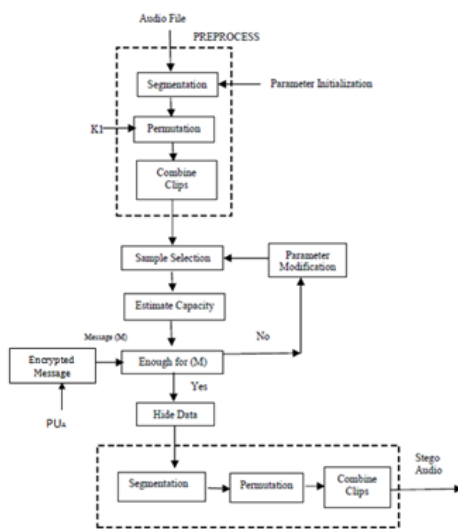 Audio File
PREPROCESS
Segmentation
Parameter Initialization
K1
Permutation
Combine
Clips
Sample Selection
Parameter
Modification
Estimate Capacity
Message (M)
No
Encrypted
Message
Enough for (M)
Yes
PUA
Hide Data
Stego
Audio
Segmentation
Permutation
Combine
Clips